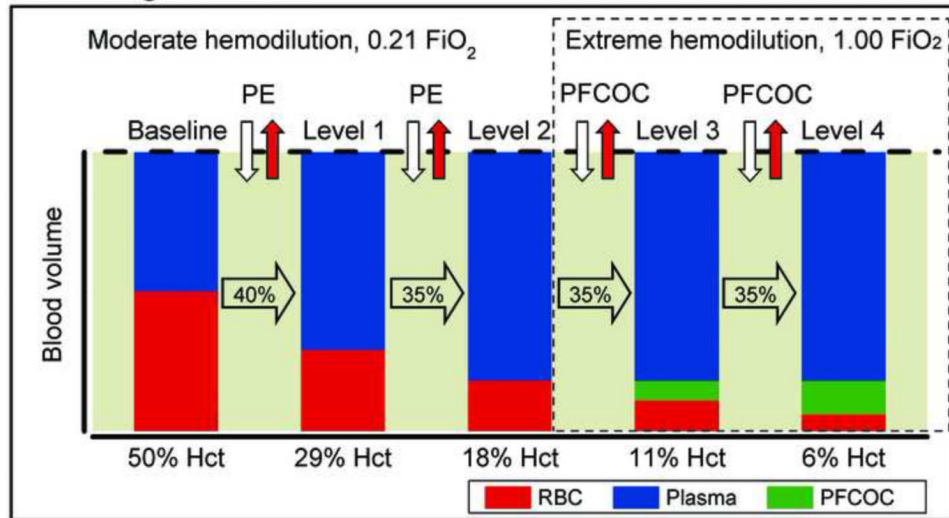 Moderate hemodilution, 0.21 FiO2
Extreme hemodilution, 1.00 FiO2
PE
PE
PFCOC
PFCOC
Baseline
Level 1
Level 2
Level 3
Level 4
Blood volume
40%
35%
35%
35%
50% Hct
29% Hct
18% Hct
11% Hct
6% Hct
RBC
Plasma
PFCOC